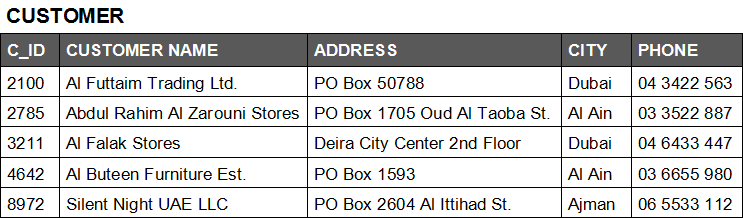 CUSTOMER
C_ID CUSTOMER NAME ADDRESS CITY PHONE
2100 Al Futtaim Trading Ltd. PO Box 50788 Dubai 04 3422 563
2785 Abdul Rahim Al Zarouni Stores PO Box 1705 Oud Al Taoba St. Al Ain 03 3522 887
3211 Al Falak Stores Deira City Center 2nd Floor Dubai 04 6433 447
4642 Al Buteen Furniture Est. PO Box 1593 Al Ain 03 6655 980
8972 Silent Night UAE LLC PO Box 2604 Al Ittihad St. Ajman 06 5533 112